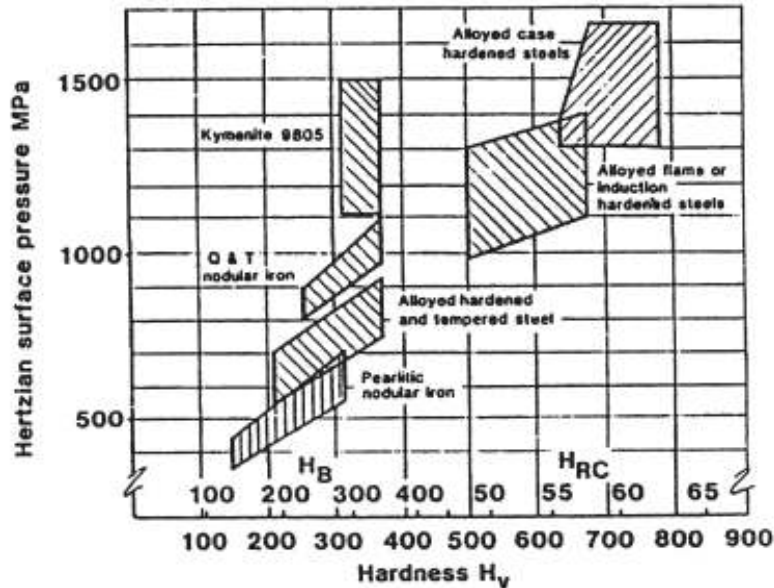 Hertzian surface pressure MPa
1500
1000
500
Alloyed case
hardened steels
Kymenite 9805
Alloyed flame or
induction
hardened steels
Q & T
nodular iron
Alloyed hardened
and tempered steel
Pearlitic
nodular iron
HB
HRC
100 200 300 400 50 55 60 65
100 200 300 400 500 600 700 800 900
Hardness Hv